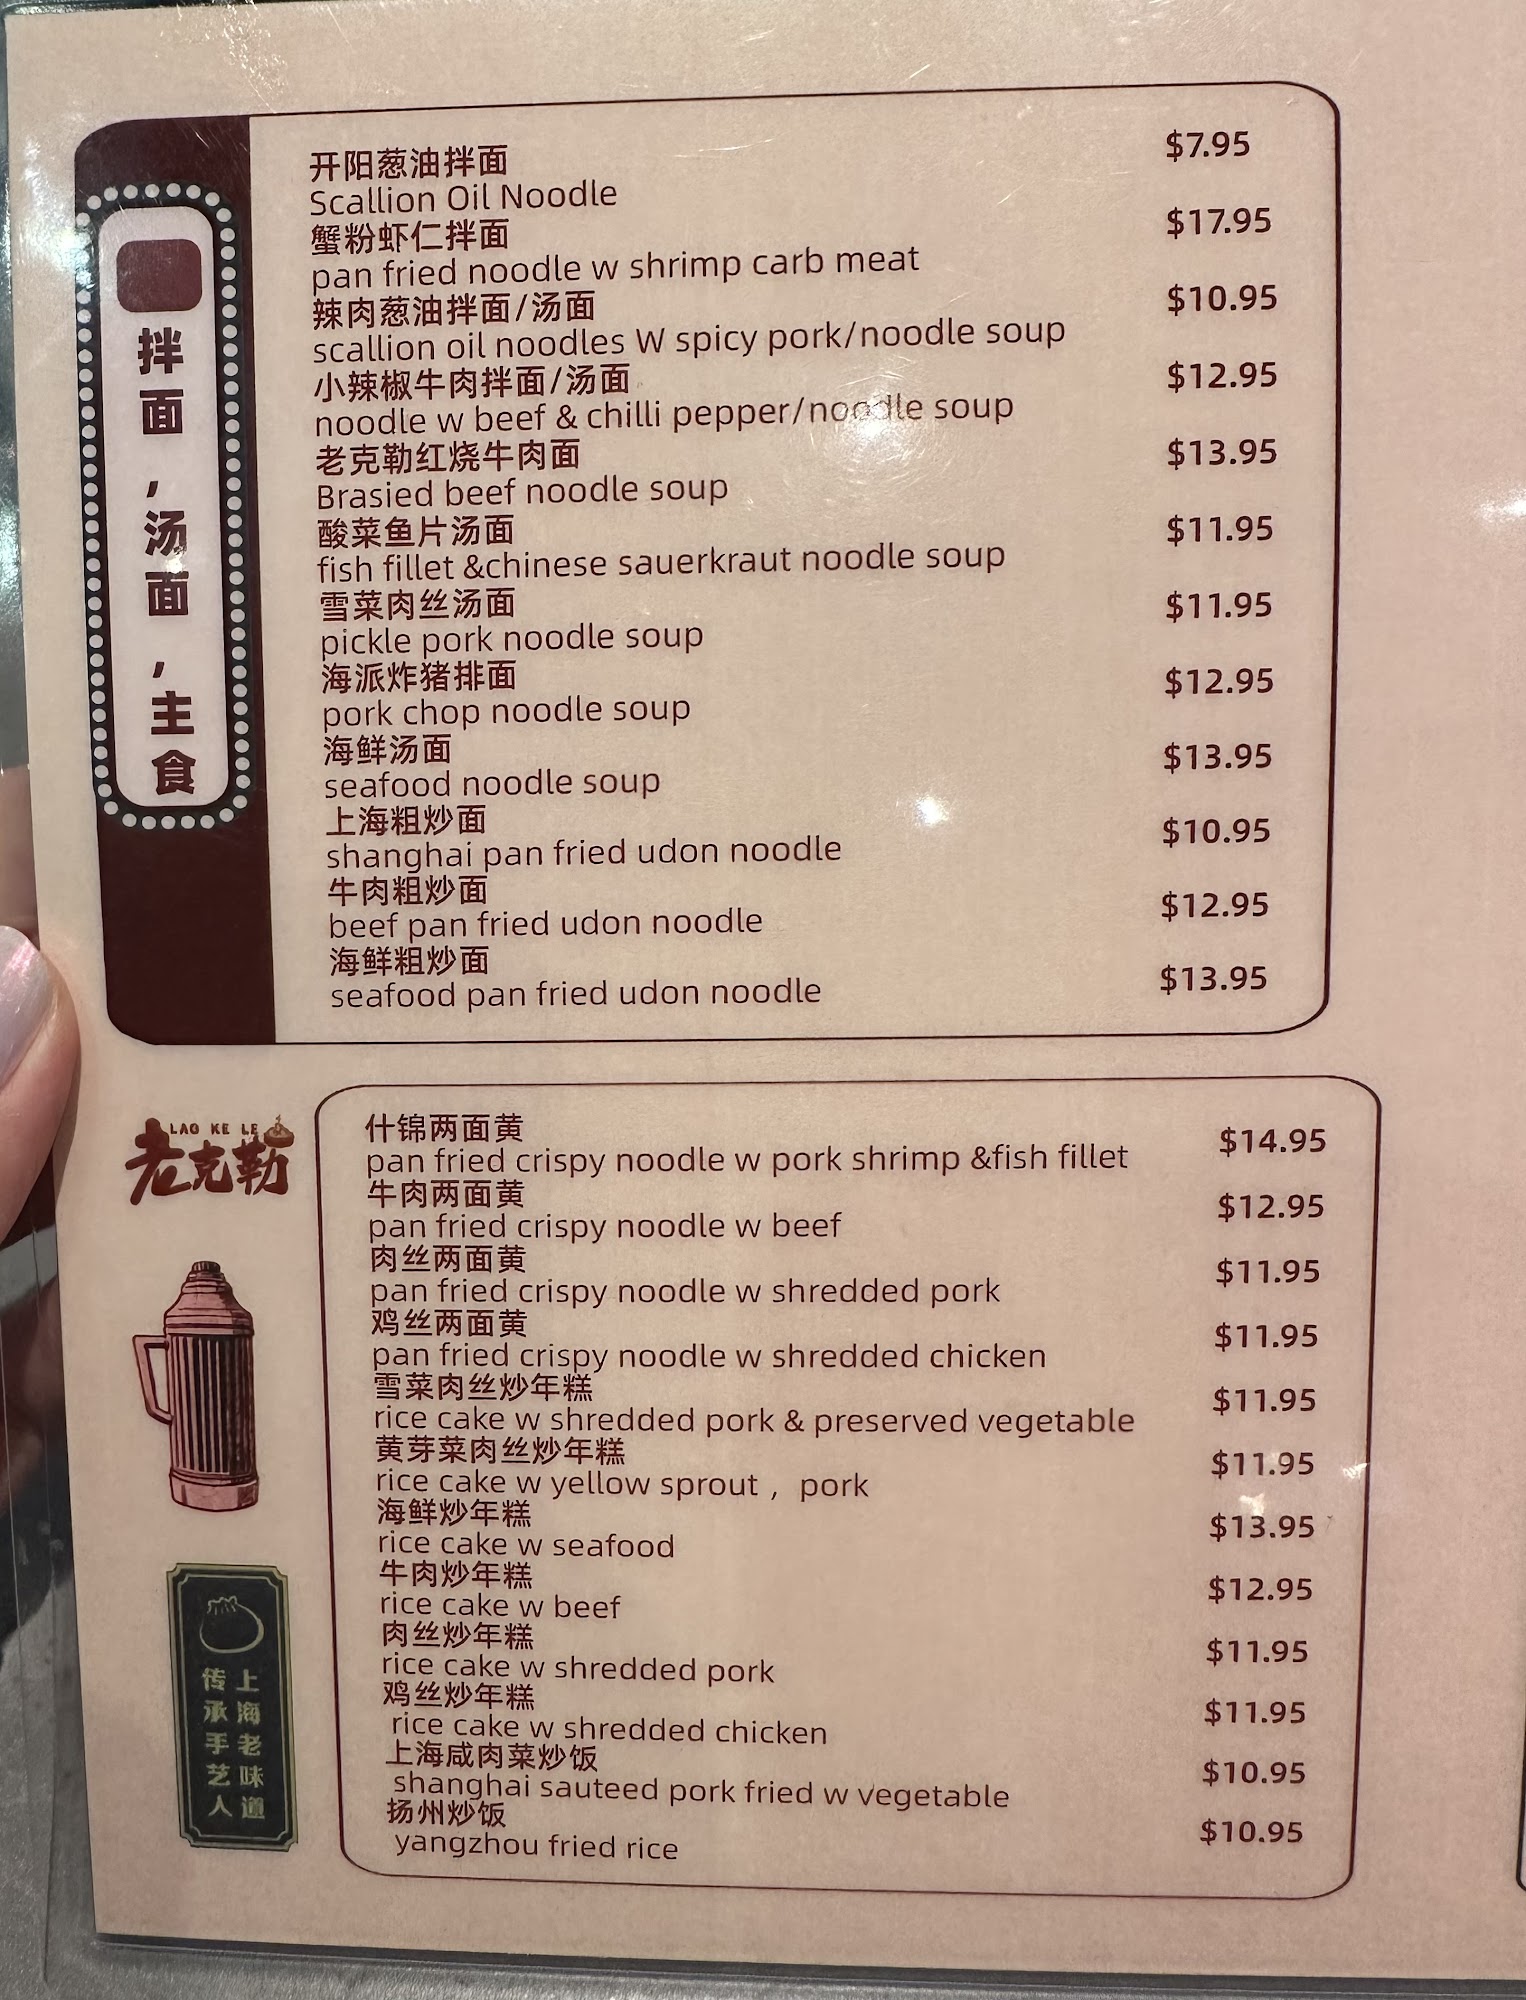 拌面,汤面,主食
开阳葱油拌面 $7.95
Scallion Oil Noodle
蟹粉虾仁拌面 $17.95
pan fried noodle w shrimp carb meat
辣肉葱油拌面/汤面 $10.95
scallion oil noodles W spicy pork/noodle soup
小辣椒牛肉拌面/汤面 $12.95
noodle w beef & chilli pepper/noodle soup
老克勒红烧牛肉面 $13.95
Brasied beef noodle soup
酸菜鱼片汤面 $11.95
fish fillet &chinese sauerkraut noodle soup
雪菜肉丝汤面 $11.95
pickle pork noodle soup
海派炸猪排面 $12.95
pork chop noodle soup
海鲜汤面 $13.95
seafood noodle soup
上海粗炒面 $10.95
shanghai pan fried udon noodle
牛肉粗炒面 $12.95
beef pan fried udon noodle
海鲜粗炒面 $13.95
seafood pan fried udon noodle
LAO KE LE
老克勒
什锦两面黄 $14.95
pan fried crispy noodle w pork shrimp &fish fillet
牛肉两面黄 $12.95
pan fried crispy noodle w beef
肉丝两面黄 $11.95
pan fried crispy noodle w shredded pork
鸡丝两面黄 $11.95
pan fried crispy noodle w shredded chicken
雪菜肉丝炒年糕 $11.95
rice cake w shredded pork & preserved vegetable
黄芽菜肉丝炒年糕 $11.95
rice cake w yellow sprout , pork
海鲜炒年糕 $13.95
rice cake w seafood
牛肉炒年糕 $12.95
rice cake w beef
肉丝炒年糕 $11.95
rice cake w shredded pork
鸡丝炒年糕 $11.95
rice cake w shredded chicken
上海咸肉菜炒饭 $10.95
shanghai sauteed pork fried w vegetable
扬州炒饭 $10.95
yangzhou fried rice
上海老味道
传承手艺人